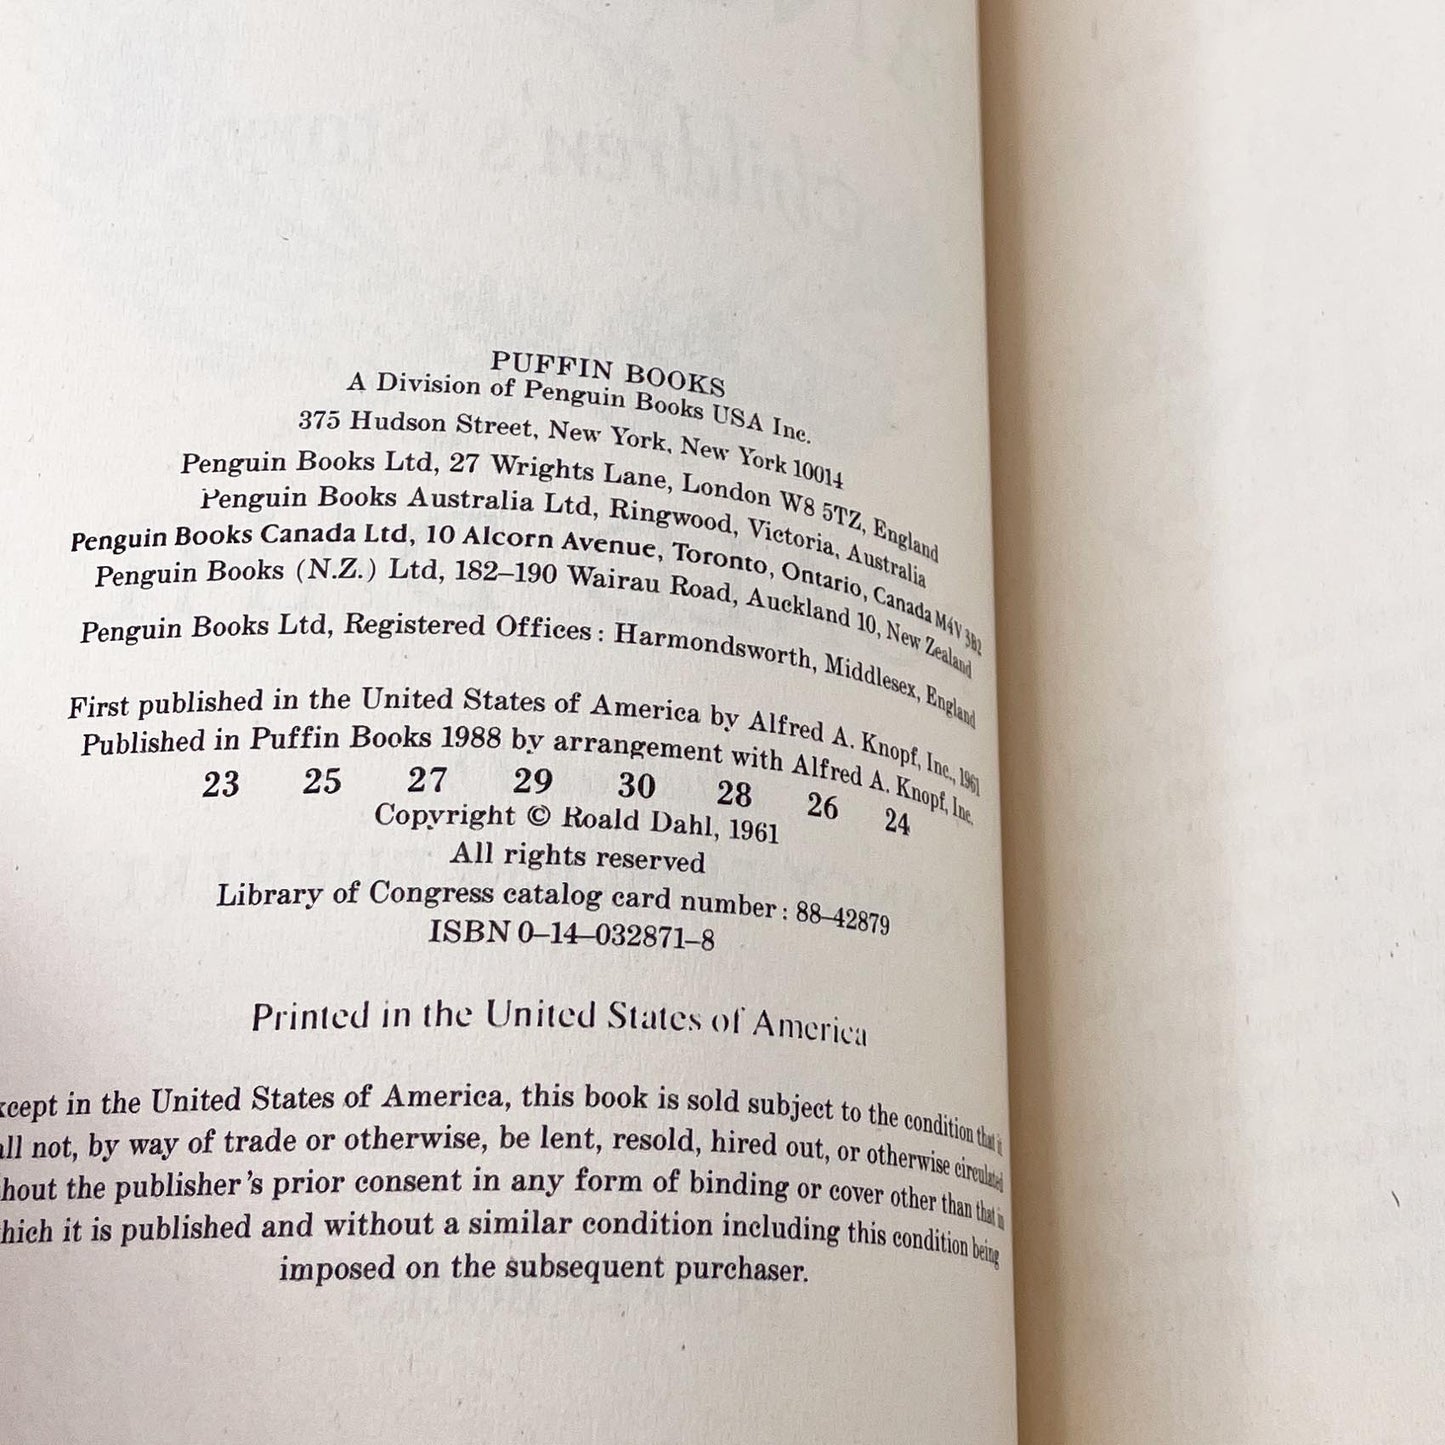 PUFFIN BOOKS
A Division of Penguin Books USA Inc.
375 Hudson Street, New York, New York 10014
Penguin Books Ltd, 27 Wrights Lane, London W8 5TZ, England
Penguin Books Australia Ltd, Ringwood, Victoria, Australia
Penguin Books Canada Ltd, 10 Alcorn Avenue, Toronto, Ontario, Canada M4V 3B2
Penguin Books (N.Z.) Ltd, 182–190 Wairau Road, Auckland 10, New Zealand
Penguin Books Ltd, Registered Offices: Harmondsworth, Middlesex, England
First published in the United States of America by Alfred A. Knopf, Inc., 1961
Published in Puffin Books 1988 by arrangement with Alfred A. Knopf, Inc.
23 25 27 29 30 28 26 24
Copyright © Roald Dahl, 1961
All rights reserved
Library of Congress catalog card number: 88–42879
ISBN 0–14–032871–8
Printed in the United States of America
xcept in the United States of America, this book is sold subject to the condition that it
all not, by way of trade or otherwise, be lent, resold, hired out, or otherwise circulated
hout the publisher's prior consent in any form of binding or cover other than that in
hich it is published and without a similar condition including this condition being
imposed on the subsequent purchaser.